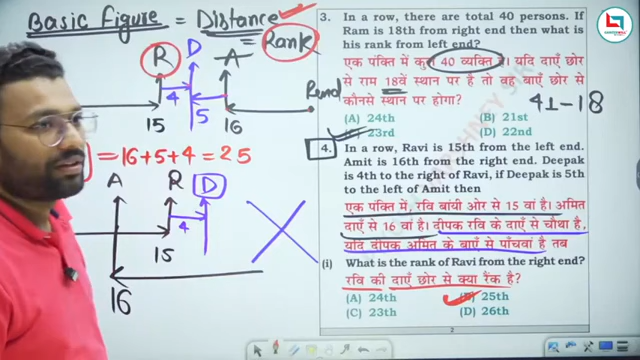 Basic Figure = Distance
Rank
R D A
4
5
15
16
R end
= 16+5+4 = 25
A R D
4
15
16
3. In a row, there are total 40 persons. If
Ram is 18th from right end then what is
his rank from left end?
एक पंक्ति में कुल 40 व्यक्ति हैं। यदि दाएँ छोर
से राम 18वें स्थान पर है तो वह बाएँ छोर से
कौनसे स्थान पर होगा?
41-18
(A) 24th (B) 21st
23rd (D) 22nd
4. In a row, Ravi is 15th from the left end.
Amit is 16th from the right end. Deepak
is 4th to the right of Ravi, if Deepak is 5th
to the left of Amit then
एक पंक्ति में, रवि बांयी ओर से 15 वां है। अमित
दाएँ से 16 वां है। दीपक रवि के दाएँ से चौथा है,
यदि दीपक अमित के बाएँ से पाँचवां है तब
(i) What is the rank of Ravi from the right end?
रवि की दाएँ छोर से क्या रैंक है?
(A) 24th (B) 25th
(C) 23th (D) 26th
2